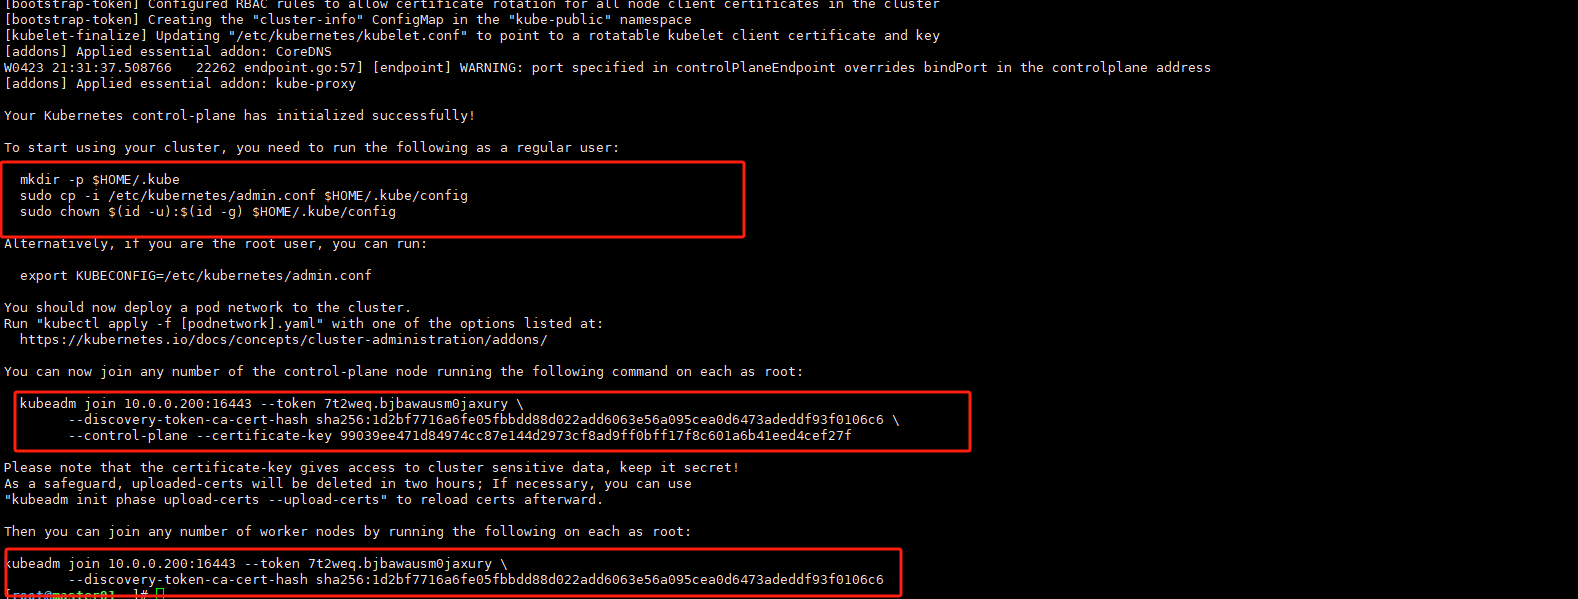 [bootstrap-token] Configured RBAC rules to allow certificate rotation for all node client certificates in the cluster
[bootstrap-token] Creating the "cluster-info" ConfigMap in the "kube-public" namespace
[kubelet-finalize] Updating "/etc/kubernetes/kubelet.conf" to point to a rotatable kubelet client certificate and key
[addons] Applied essential addon: CoreDNS
W0423 21:31:37.508766   22262 endpoint.go:57] [endpoint] WARNING: port specified in controlPlaneEndpoint overrides bindPort in the controlplane address
[addons] Applied essential addon: kube-proxy
Your Kubernetes control-plane has initialized successfully!
To start using your cluster, you need to run the following as a regular user:
mkdir -p $HOME/.kube
sudo cp -i /etc/kubernetes/admin.conf $HOME/.kube/config
sudo chown $(id -u):$(id -g) $HOME/.kube/config
Alternatively, if you are the root user, you can run:
export KUBECONFIG=/etc/kubernetes/admin.conf
You should now deploy a pod network to the cluster.
Run "kubectl apply -f [podnetwork].yaml" with one of the options listed at:
https://kubernetes.io/docs/concepts/cluster-administration/addons/
You can now join any number of the control-plane node running the following command on each as root:
kubeadm join 10.0.0.200:16443 --token 7t2weq.bjbawausm0jaxury \
--discovery-token-ca-cert-hash sha256:1d2bf7716a6fe05fbbdd88d022add6063e56a095cea0d6473adeddf93f0106c6 \
--control-plane --certificate-key 99039ee471d84974cc87e144d2973cf8ad9ff0bff17f8c601a6b41eed4cef27f
Please note that the certificate-key gives access to cluster sensitive data, keep it secret!
As a safeguard, uploaded-certs will be deleted in two hours; If necessary, you can use
"kubeadm init phase upload-certs --upload-certs" to reload certs afterward.
Then you can join any number of worker nodes by running the following on each as root:
kubeadm join 10.0.0.200:16443 --token 7t2weq.bjbawausm0jaxury \
--discovery-token-ca-cert-hash sha256:1d2bf7716a6fe05fbbdd88d022add6063e56a095cea0d6473adeddf93f0106c6
[root@master01 ~]#